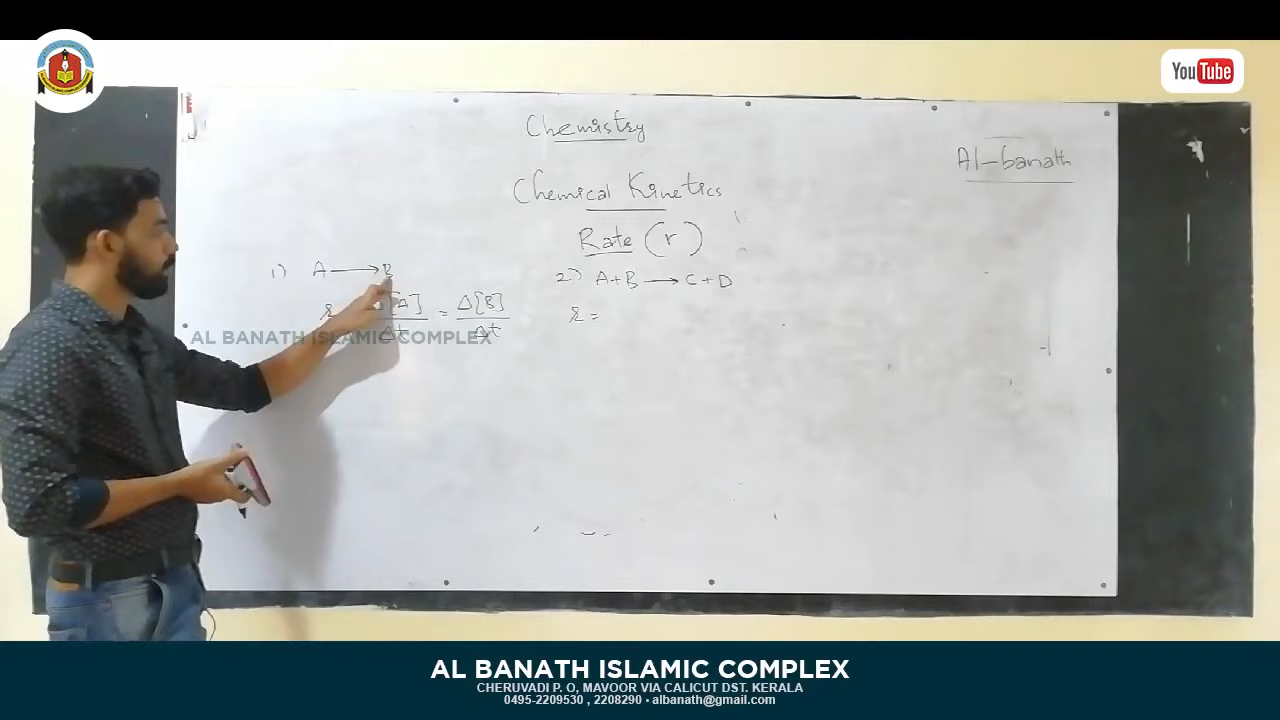 YouTube
Chemistry
Al-banath
Chemical Kinetics
Rate (r)
1) A ⟶ B
2) A+B ⟶ C+D
r Δ[A]/Δt = Δ[B]/Δt
r =
AL BANATH ISLAMIC COMPLEX
AL BANATH ISLAMIC COMPLEX
CHERUVADI P. O, MAVOOR VIA CALICUT DST. KERALA
0495-2209530 , 2208290 • albanath@gmail.com